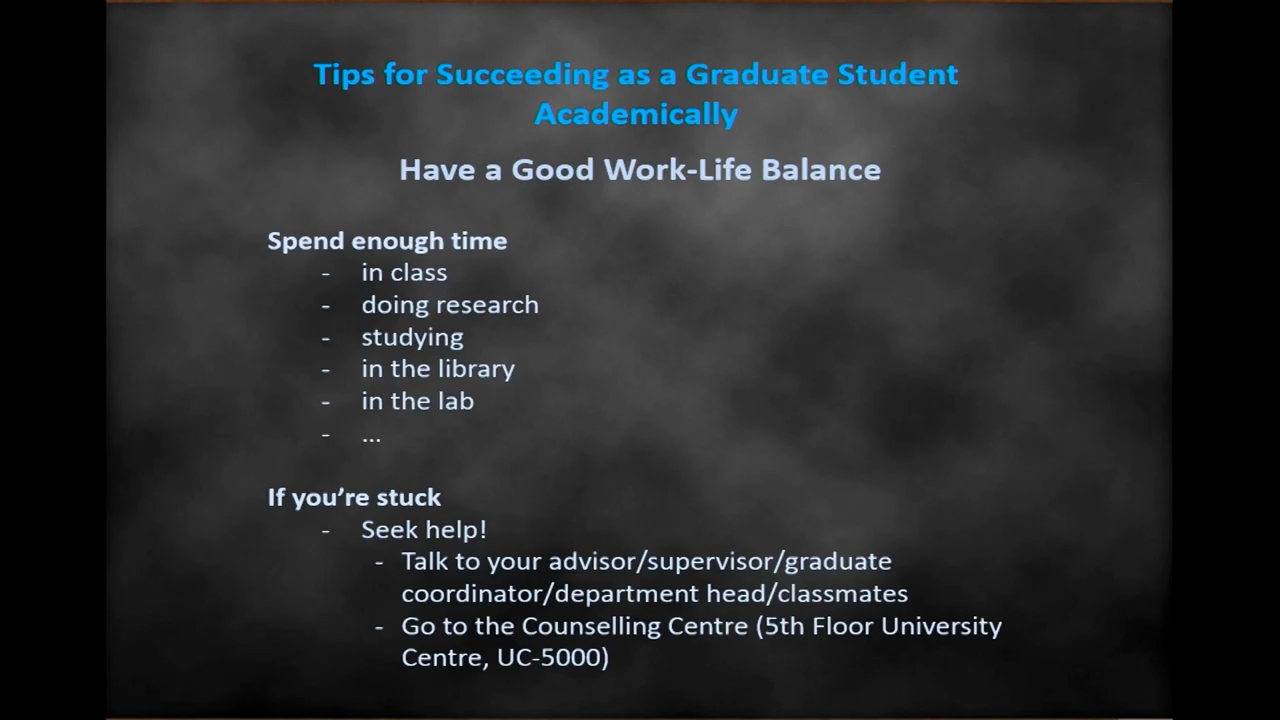 Tips for Succeeding as a Graduate Student
Academically
Have a Good Work-Life Balance
Spend enough time
- in class
- doing research
- studying
- in the library
- in the lab
- ...
If you’re stuck
- Seek help!
- Talk to your advisor/supervisor/graduate
coordinator/department head/classmates
- Go to the Counselling Centre (5th Floor University
Centre, UC-5000)